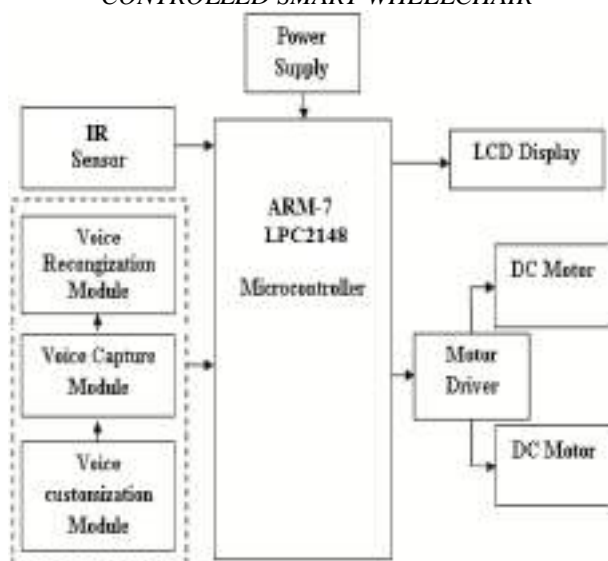 CONTROLLED SMART WHEELCHAIR
Power
Supply
IR
Sensor
ARM-7
LPC2148
Microcontroller
LCD Display
Voice
Recongization
Module
Voice Capture
Module
Voice
customization
Module
Motor
Driver
DC Motor
DC Motor